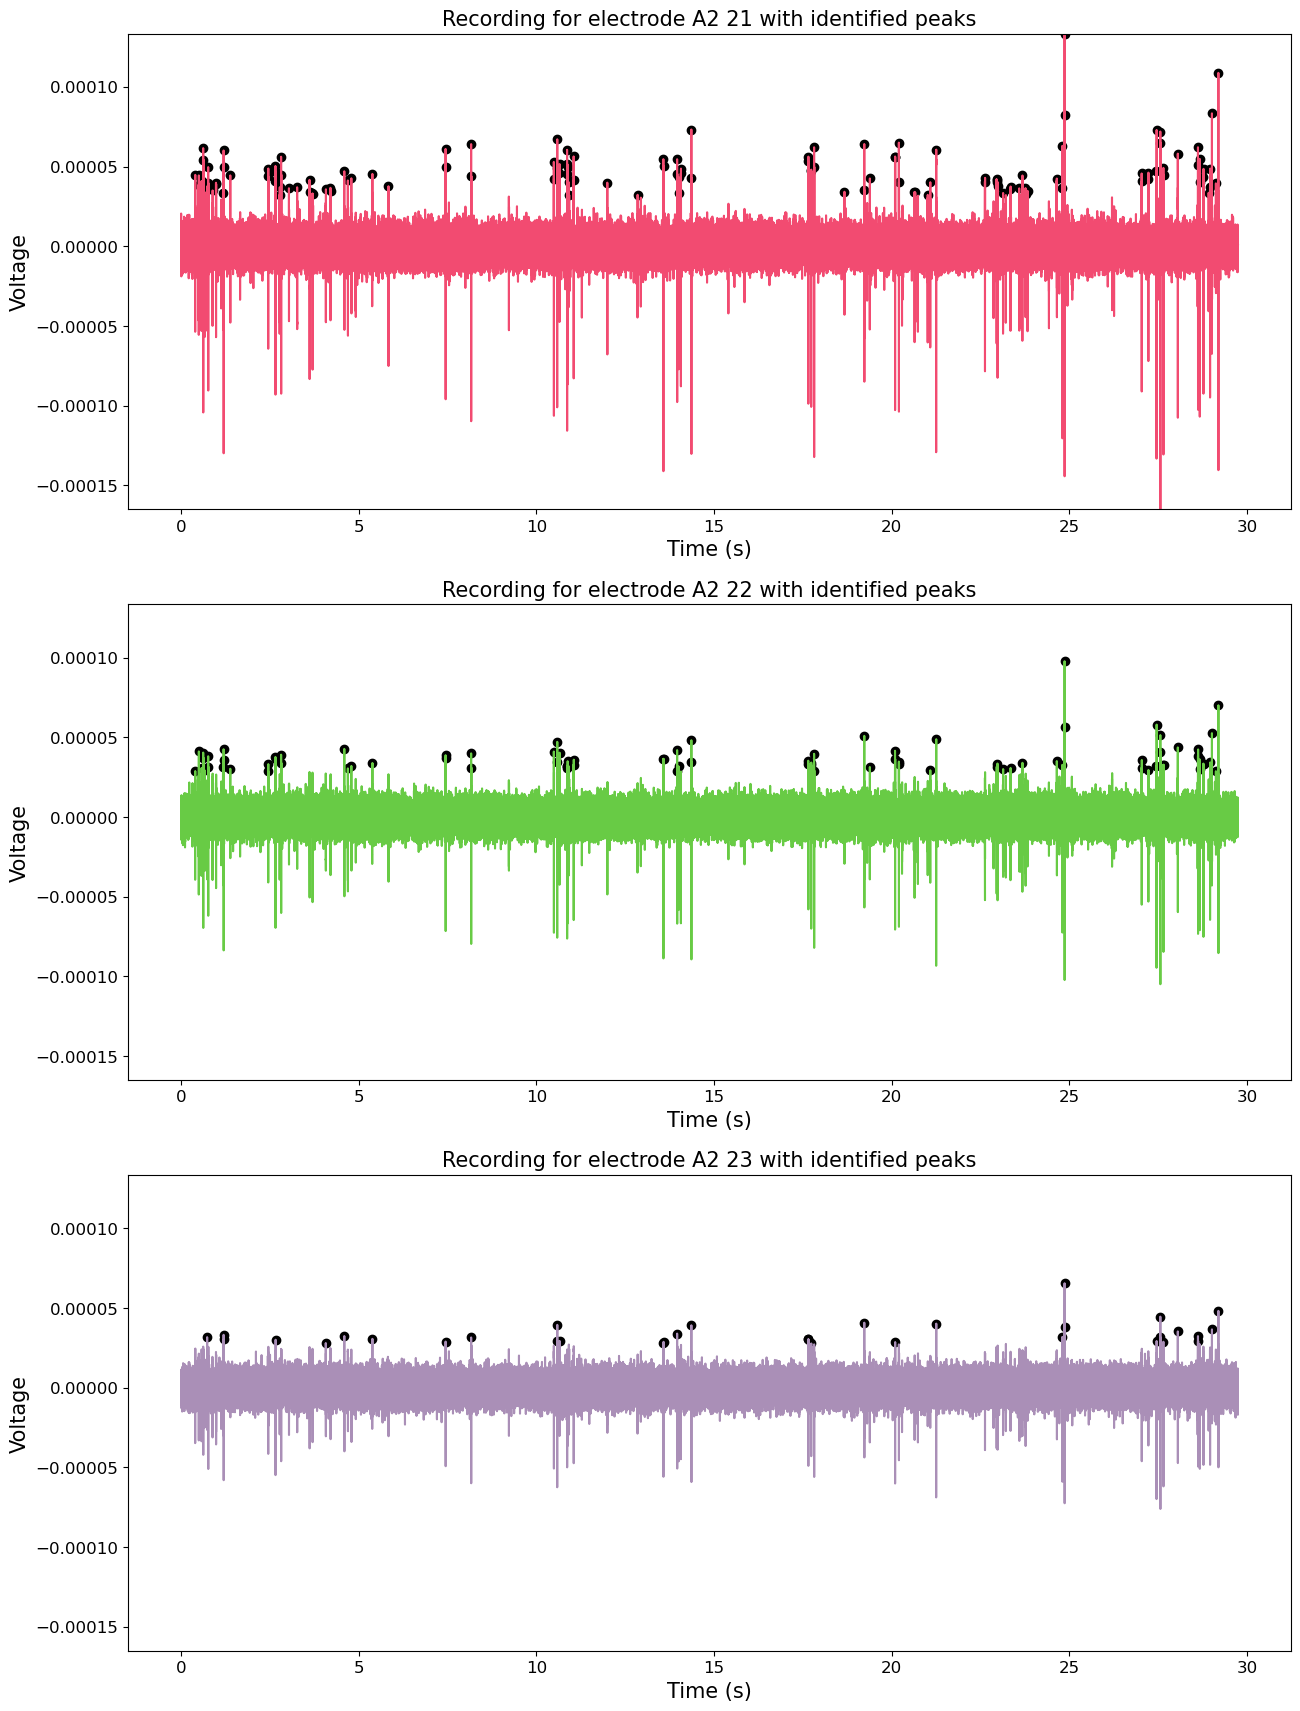 Recording for electrode A2 21 with identified peaks
0.00010
0.00005
0.00000
−0.00005
−0.00010
−0.00015
Voltage
0 5 10 15 20 25 30
Time (s)
Recording for electrode A2 22 with identified peaks
0.00010
0.00005
0.00000
−0.00005
−0.00010
−0.00015
Voltage
0 5 10 15 20 25 30
Time (s)
Recording for electrode A2 23 with identified peaks
0.00010
0.00005
0.00000
−0.00005
−0.00010
−0.00015
Voltage
0 5 10 15 20 25 30
Time (s)